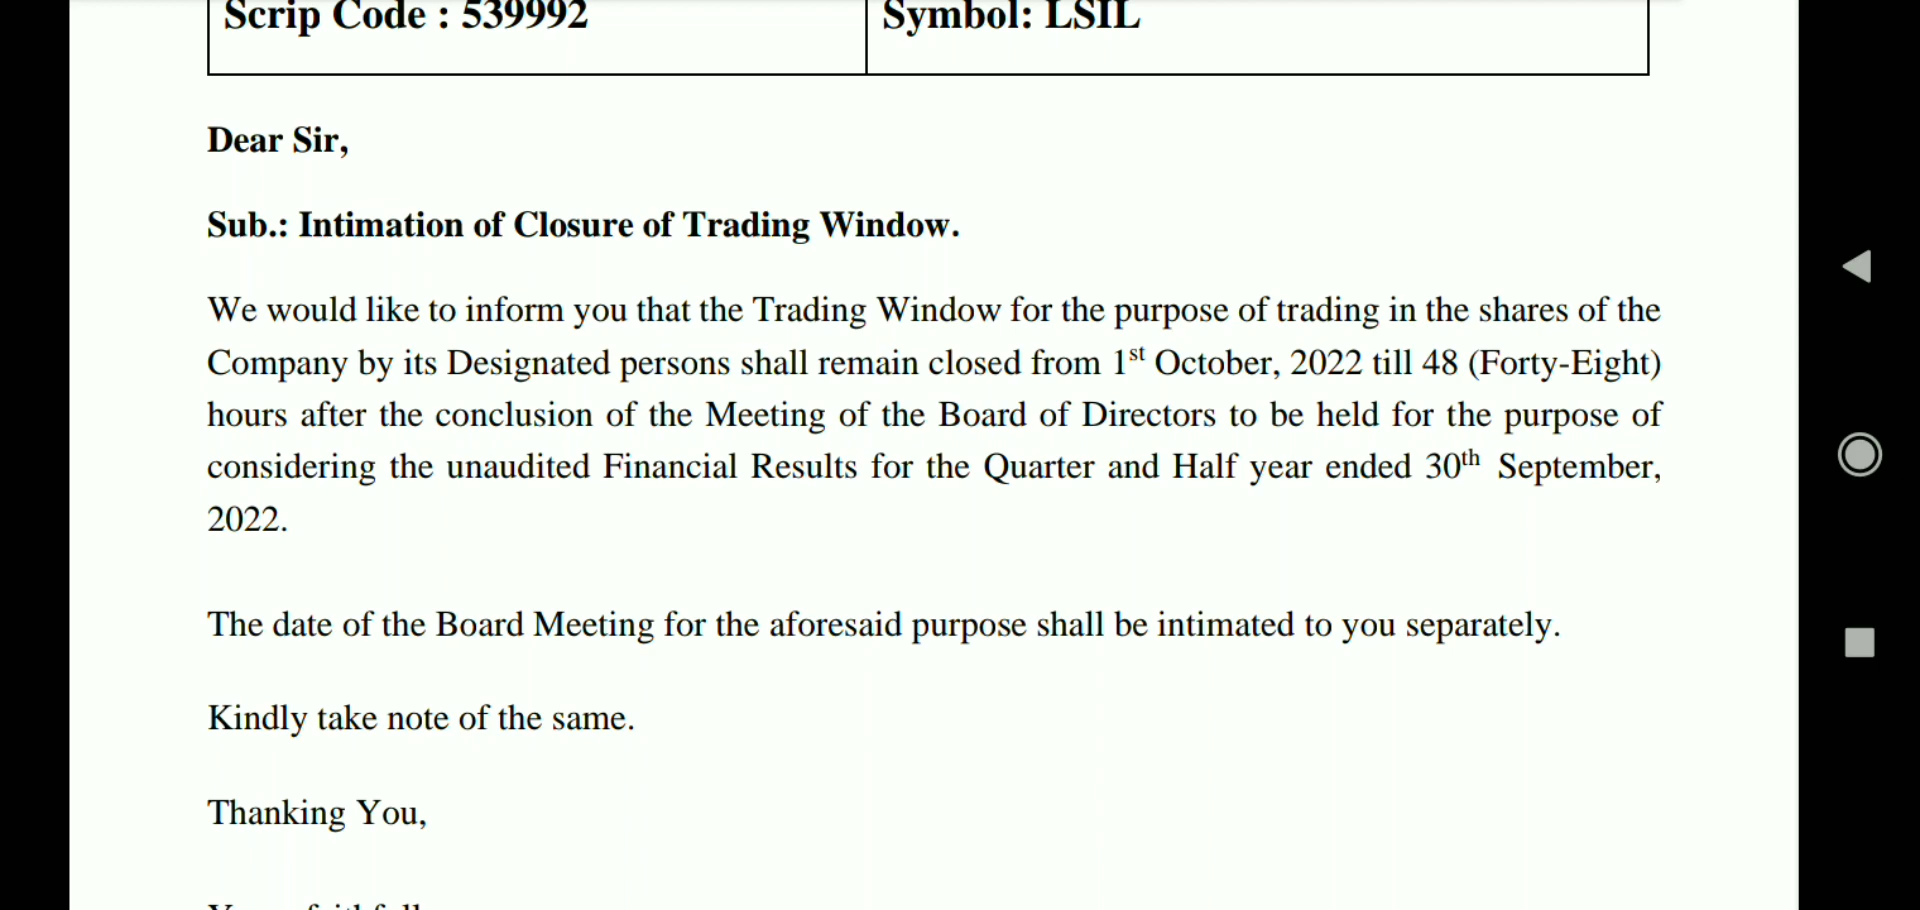 Scrip Code : 539992
Symbol: LSIL
Dear Sir,
Sub.: Intimation of Closure of Trading Window.
We would like to inform you that the Trading Window for the purpose of trading in the shares of the
Company by its Designated persons shall remain closed from 1st October, 2022 till 48 (Forty-Eight)
hours after the conclusion of the Meeting of the Board of Directors to be held for the purpose of
considering the unaudited Financial Results for the Quarter and Half year ended 30th September,
2022.
The date of the Board Meeting for the aforesaid purpose shall be intimated to you separately.
Kindly take note of the same.
Thanking You,